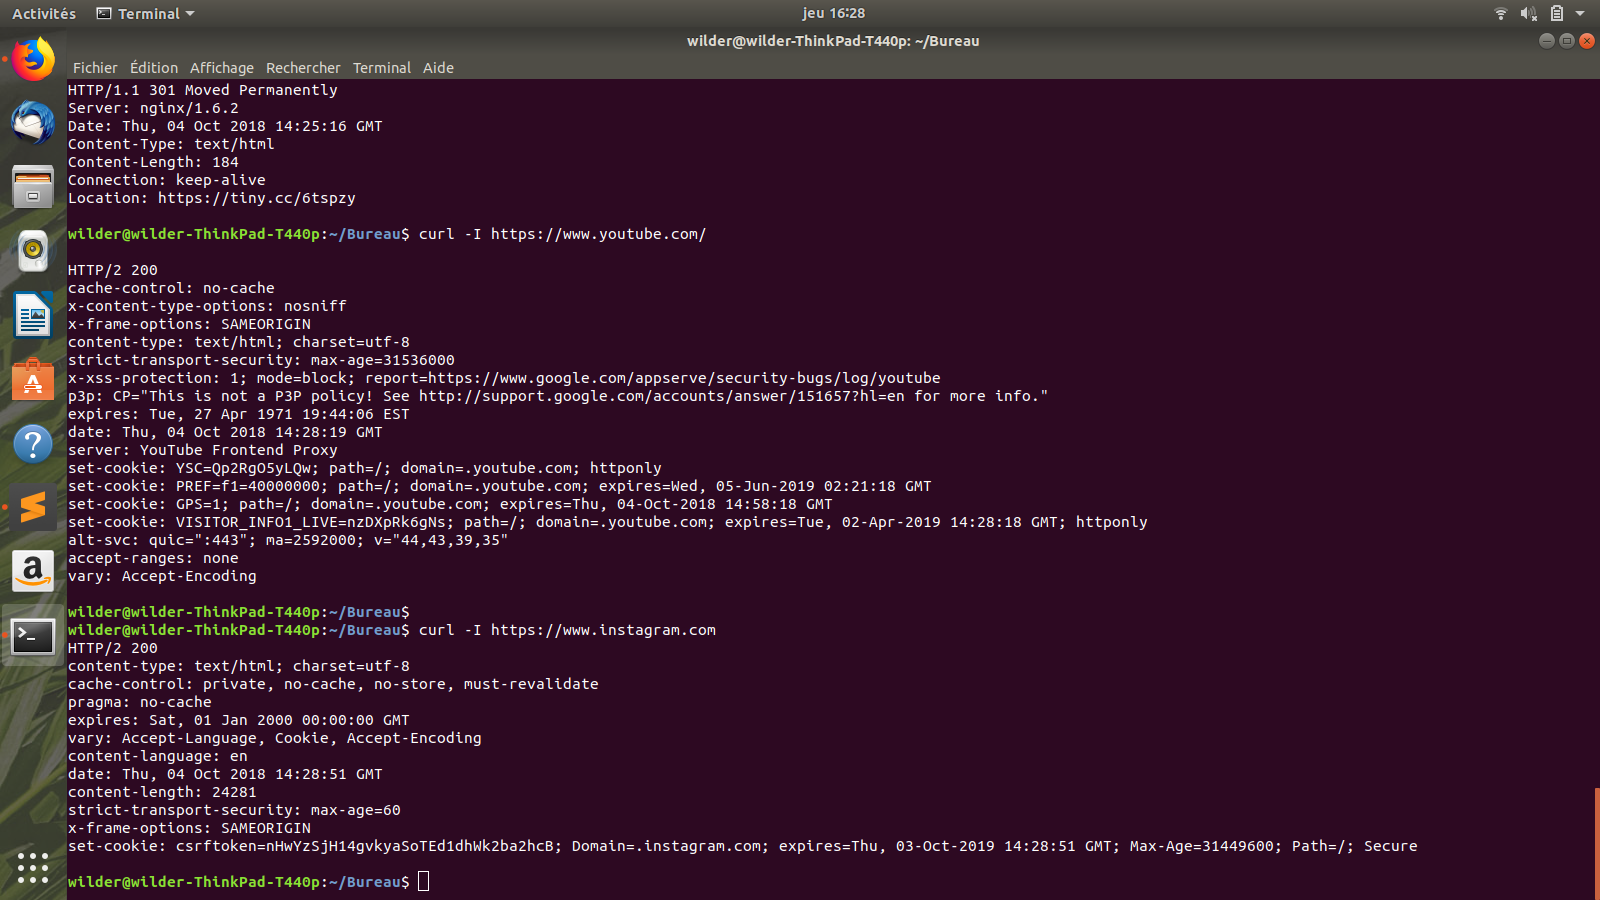 Activités Terminal jeu 16:28
wilder@wilder-ThinkPad-T440p: ~/Bureau
Fichier Édition Affichage Rechercher Terminal Aide
HTTP/1.1 301 Moved Permanently
Server: nginx/1.6.2
Date: Thu, 04 Oct 2018 14:25:16 GMT
Content-Type: text/html
Content-Length: 184
Connection: keep-alive
Location: https://tiny.cc/6tspzy
wilder@wilder-ThinkPad-T440p:~/Bureau$ curl -I https://www.youtube.com/
HTTP/2 200
cache-control: no-cache
x-content-type-options: nosniff
x-frame-options: SAMEORIGIN
content-type: text/html; charset=utf-8
strict-transport-security: max-age=31536000
x-xss-protection: 1; mode=block; report=https://www.google.com/appserve/security-bugs/log/youtube
p3p: CP="This is not a P3P policy! See http://support.google.com/accounts/answer/151657?hl=en for more info."
expires: Tue, 27 Apr 1971 19:44:06 EST
date: Thu, 04 Oct 2018 14:28:19 GMT
server: YouTube Frontend Proxy
set-cookie: YSC=Qp2RgO5yLQw; path=/; domain=.youtube.com; httponly
set-cookie: PREF=f1=40000000; path=/; domain=.youtube.com; expires=Wed, 05-Jun-2019 02:21:18 GMT
set-cookie: GPS=1; path=/; domain=.youtube.com; expires=Thu, 04-Oct-2018 14:58:18 GMT
set-cookie: VISITOR_INFO1_LIVE=nzDXpRk6gNs; path=/; domain=.youtube.com; expires=Tue, 02-Apr-2019 14:28:18 GMT; httponly
alt-svc: quic=":443"; ma=2592000; v="44,43,39,35"
accept-ranges: none
vary: Accept-Encoding
wilder@wilder-ThinkPad-T440p:~/Bureau$
wilder@wilder-ThinkPad-T440p:~/Bureau$ curl -I https://www.instagram.com
HTTP/2 200
content-type: text/html; charset=utf-8
cache-control: private, no-cache, no-store, must-revalidate
pragma: no-cache
expires: Sat, 01 Jan 2000 00:00:00 GMT
vary: Accept-Language, Cookie, Accept-Encoding
content-language: en
date: Thu, 04 Oct 2018 14:28:51 GMT
content-length: 24281
strict-transport-security: max-age=60
x-frame-options: SAMEORIGIN
set-cookie: csrftoken=nHwYzSjH14gvkyaSoTEd1dhWk2ba2hcB; Domain=.instagram.com; expires=Thu, 03-Oct-2019 14:28:51 GMT; Max-Age=31449600; Path=/; Secure
wilder@wilder-ThinkPad-T440p:~/Bureau$